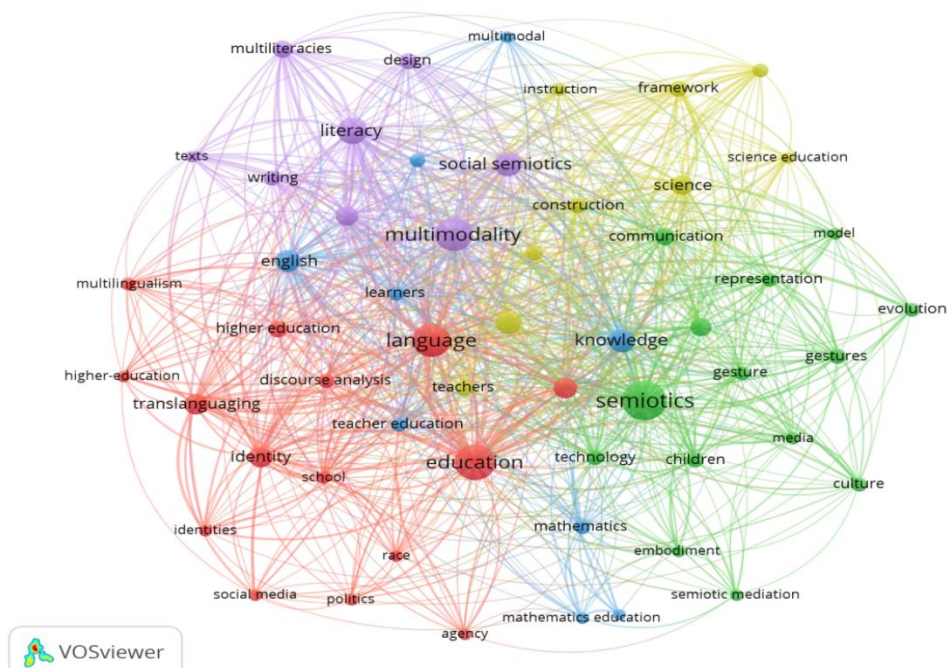 multiliteracies
design
multimodal
instruction
framework
literacy
texts
writing
social semiotics
science education
science
construction
multimodality
communication
model
english
multilingualism
learners
representation
evolution
higher education
language
knowledge
gestures
higher-education
discourse analysis
teachers
gesture
translanguaging
semiotics
teacher education
media
identity
education
technology
children
school
culture
identities
mathematics
race
embodiment
social media
politics
semiotic mediation
mathematics education
agency
VOSviewer